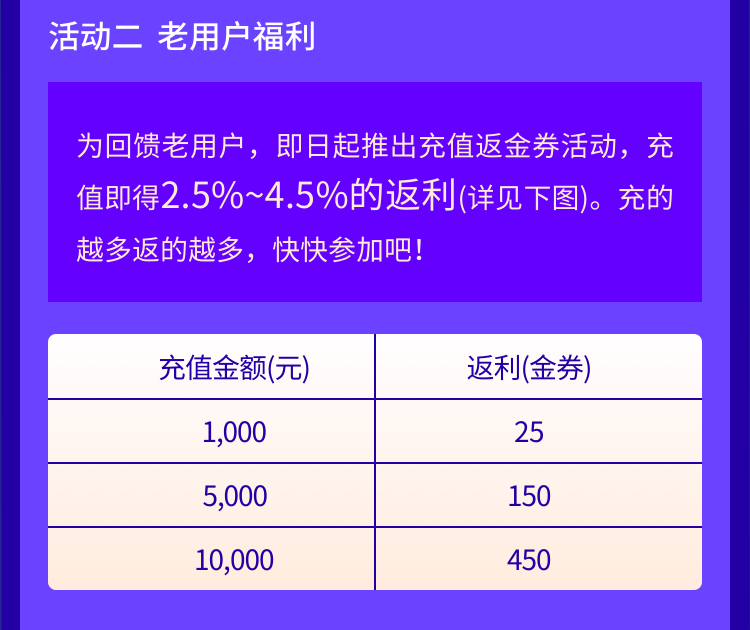 活动二 老用户福利
为回馈老用户，即日起推出充值返金券活动，充
值即得2.5%~4.5%的返利(详见下图)。充的
越多返的越多，快快参加吧！
充值金额(元) 返利(金券)
1,000 25
5,000 150
10,000 450